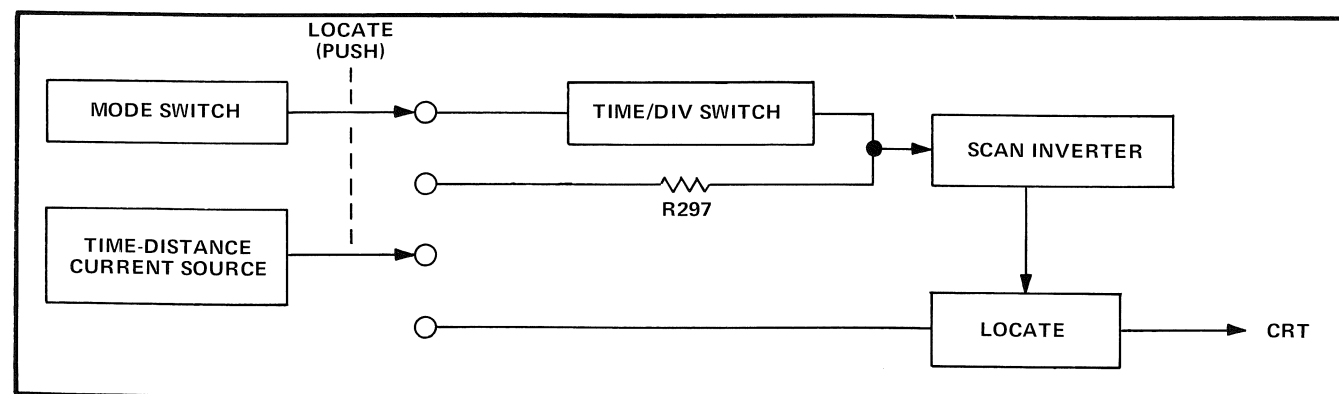 LOCATE
(PUSH)
MODE SWITCH
TIME/DIV SWITCH
SCAN INVERTER
R297
TIME-DISTANCE
CURRENT SOURCE
LOCATE
CRT